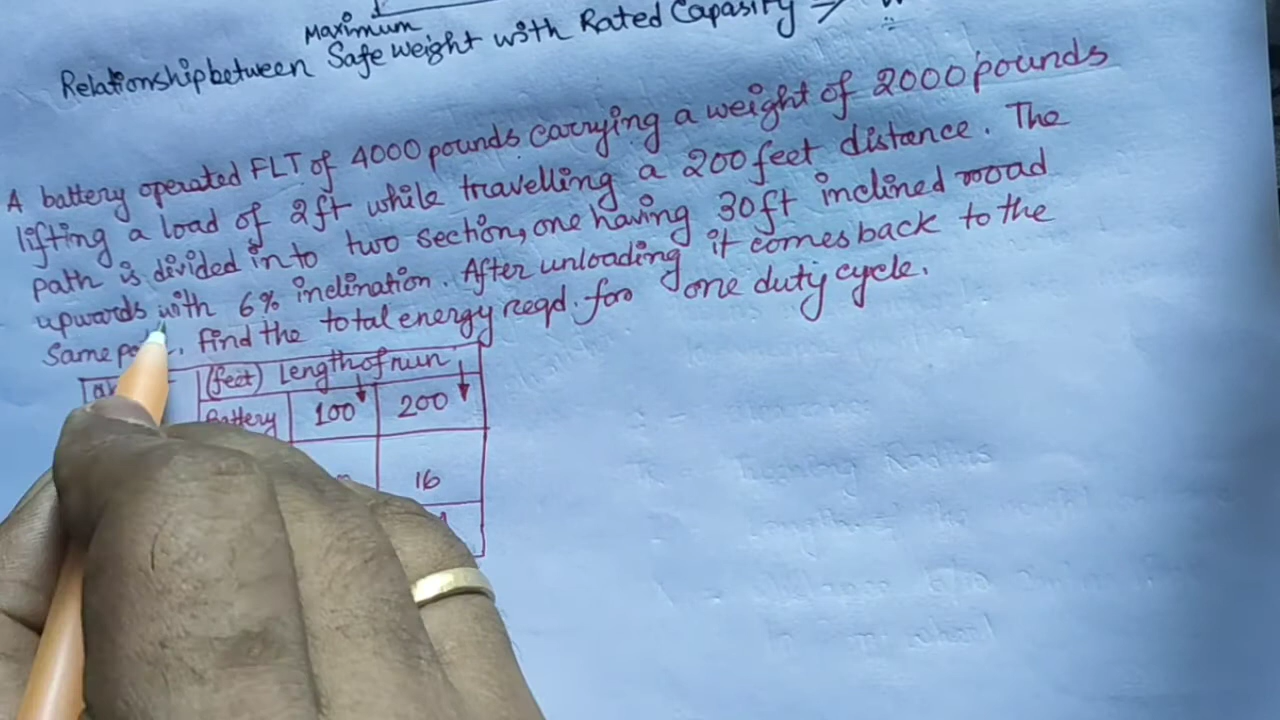 Maximum
Relationship between Safe Weight with Rated Capasity →
A battery operated FLT of 4000 pounds carrying a weight of 2000 pounds
lifting a load of 2ft while travelling a 200 feet distance. The
path is divided in to two section, one having 30ft inclined road
upwards with 6% inclination. After unloading it comes back to the
Same . find the total energy reqd. for one duty cycle.
(feet) Length of run
Battery 100 200
16